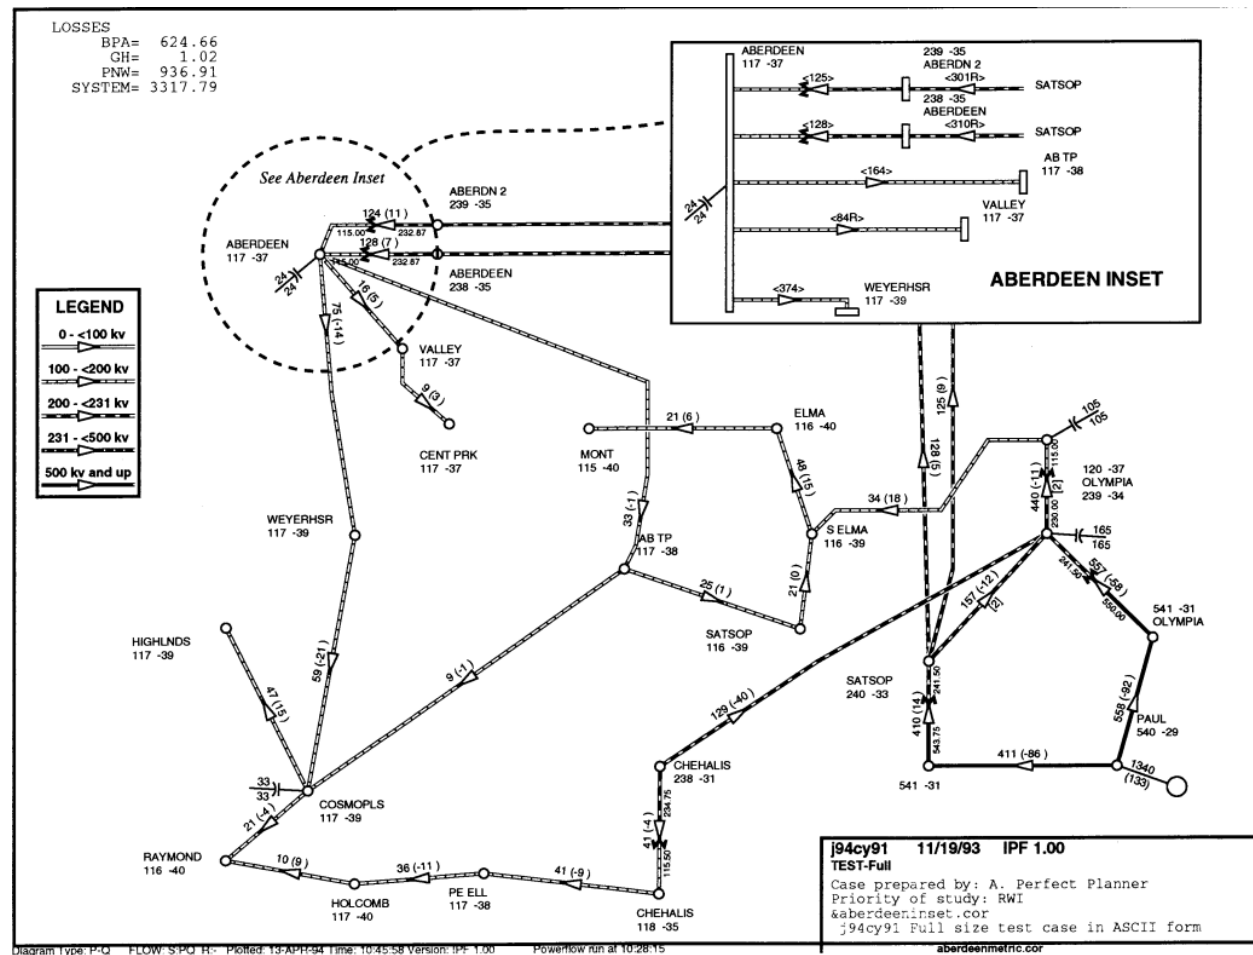 LOSSES
BPA= 624.66
GH= 1.02
PNW= 936.91
SYSTEM= 3317.79
ABERDEEN
117 -37
239 -35
ABERDN 2
<125>
<301R>
SATSOP
238 -35
ABERDEEN
<128>
<310R>
SATSOP
AB TP
117 -38
<164>
VALLEY
117 -37
24
24
<84R>
ABERDEEN INSET
WEYERHSR
117 -39
<374>
See Aberdeen Inset
ABERDN 2
239 -35
124 (11)
115.00
232.87
ABERDEEN
117 -37
128 (7)
115.00
232.87
ABERDEEN
238 -35
24
24
16 (5)
75 (-14)
LEGEND
0 - <100 kv
100 - <200 kv
200 - <231 kv
231 - <500 kv
500 kv and up
VALLEY
117 -37
9 (3)
CENT PRK
117 -37
21 (6)
ELMA
116 -40
MONT
115 -40
48 (15)
128 (5)
125 (6)
105
105
115.00
120 -37
OLYMPIA
239 -34
440 (-11)
[2]
230.00
34 (18)
WEYERHSR
117 -39
33 (-1)
AB TP
117 -38
S ELMA
116 -39
165
165
241.50
557 (-58)
550.00
157 (-12)
[2]
25 (1)
21 (0)
541 -31
OLYMPIA
HIGHLNDS
117 -39
SATSOP
116 -39
59 (-21)
9 (-1)
47 (15)
SATSOP
240 -33
241.50
410 (14)
543.75
129 (-40)
558 (-92)
PAUL
540 -29
411 (-86)
541 -31
1340
(133)
CHEHALIS
238 -31
33
33
COSMOPLS
117 -39
21 (-4)
234.75
41 (-4)
115.50
RAYMOND
116 -40
10 (9)
36 (-11)
41 (-9)
HOLCOMB
117 -40
PE ELL
117 -38
CHEHALIS
118 -35
j94cy91 11/19/93 IPF 1.00
TEST-Full
Case prepared by: A. Perfect Planner
Priority of study: RWI
&aberdeeninset.cor
j94cy91 Full size test case in ASCII form
Diagram Type: P-Q FLOW: S:PQ R:- Plotted: 13-APR-94 Time: 10:45:58 Version: IPF 1.00 Powerflow run at 10:28:15
aberdeenmetric.cor